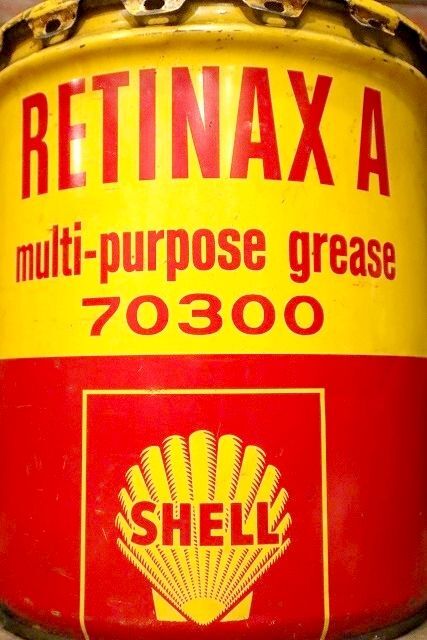 RETINAX A
multi-purpose grease
70300
SHELL